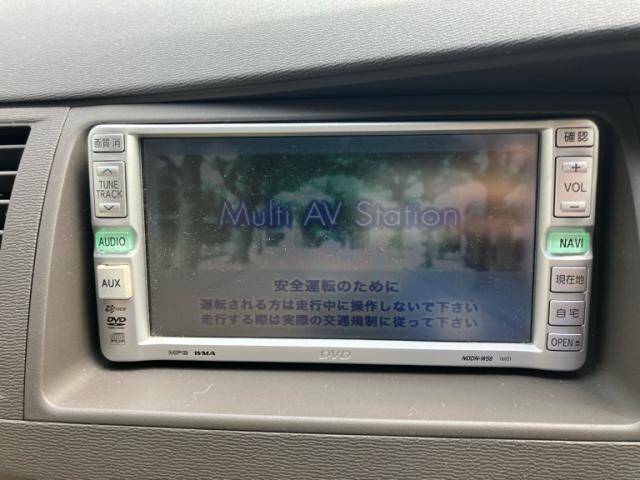 画質 消
確認
TUNE
TRACK
+
VOL
−
AUDIO
NAVI
AUX
現在地
自宅
OPEN
Multi AV Station
安全運転のために
運転される方は走行中に操作しないで下さい
走行する際は実際の交通規制に従って下さい
DVD
WMA
DVD
NDDN-W56